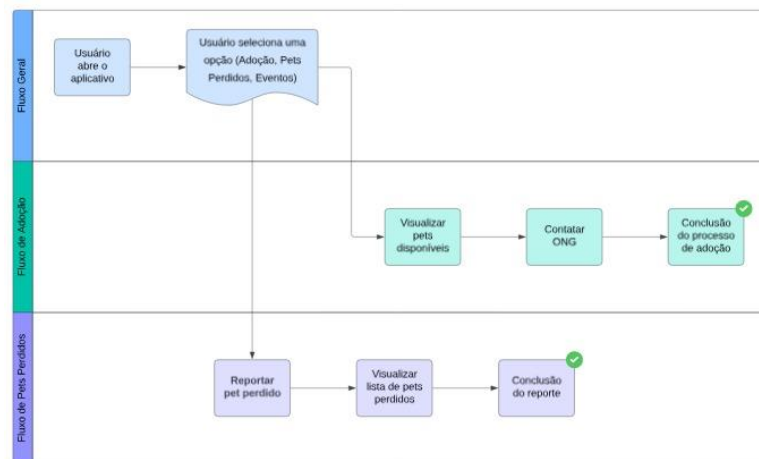 Fluxo Geral
Usuário
abre o
aplicativo
Usuário seleciona uma
opção (Adoção, Pets
Perdidos, Eventos)
Fluxo de Adoção
Visualizar
pets
disponíveis
Contatar
ONG
Conclusão
do processo
de adoção
Fluxo de Pets Perdidos
Reportar
pet perdido
Visualizar
lista de pets
perdidos
Conclusão
do reporte